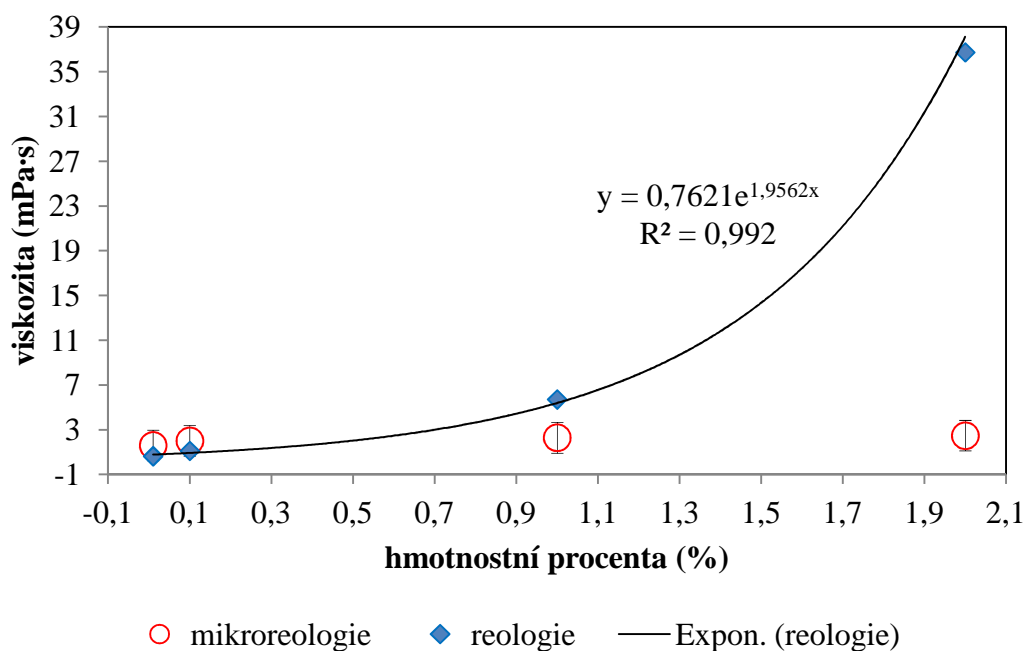 39
35
31
27
23
19
15
11
7
3
-1
viskozita (mPa·s)
y = 0,7621e^1,9562x
R² = 0,992
-0,1 0,1 0,3 0,5 0,7 0,9 1,1 1,3 1,5 1,7 1,9 2,1
hmotnostní procenta (%)
mikroreologie reologie Expon. (reologie)